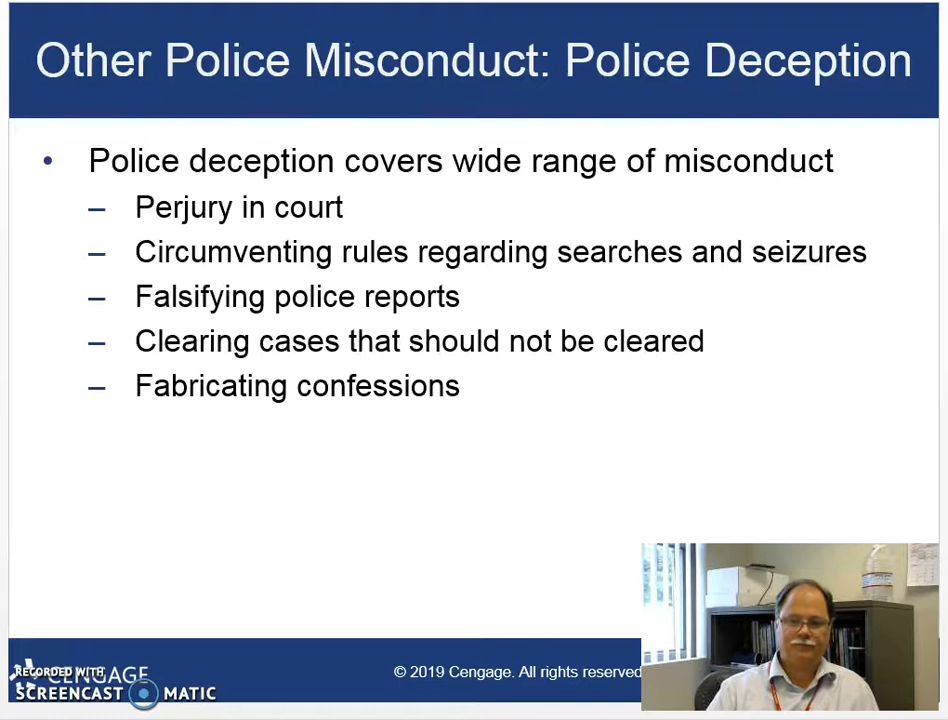 Other Police Misconduct: Police Deception
• Police deception covers wide range of misconduct
– Perjury in court
– Circumventing rules regarding searches and seizures
– Falsifying police reports
– Clearing cases that should not be cleared
– Fabricating confessions
RECORDED WITH
CENGAGE
SCREENCAST MATIC
© 2019 Cengage. All rights reserved